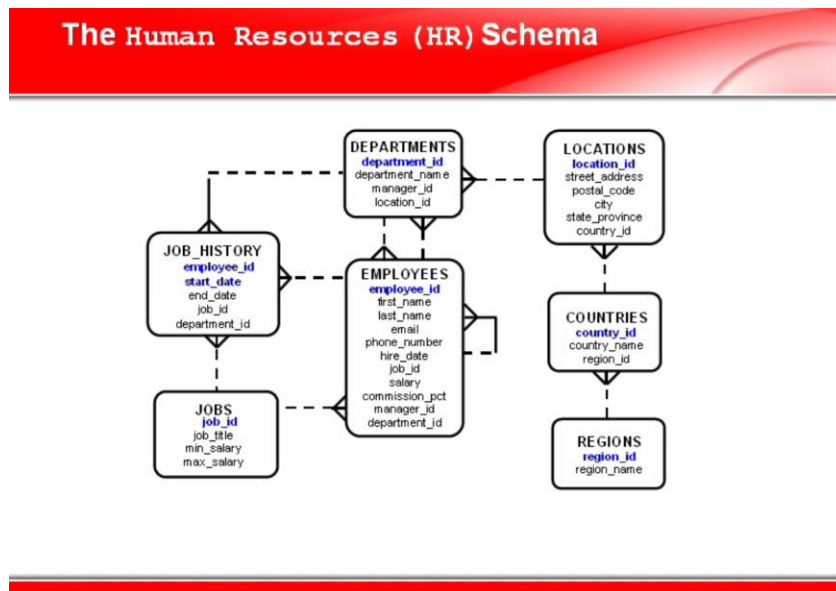 The Human Resources (HR) Schema
DEPARTMENTS
department_id
department_name
manager_id
location_id
LOCATIONS
location_id
street_address
postal_code
city
state_province
country_id
JOB_HISTORY
employee_id
start_date
end_date
job_id
department_id
EMPLOYEES
employee_id
first_name
last_name
email
phone_number
hire_date
job_id
salary
commission_pct
manager_id
department_id
COUNTRIES
country_id
country_name
region_id
JOBS
job_id
job_title
min_salary
max_salary
REGIONS
region_id
region_name